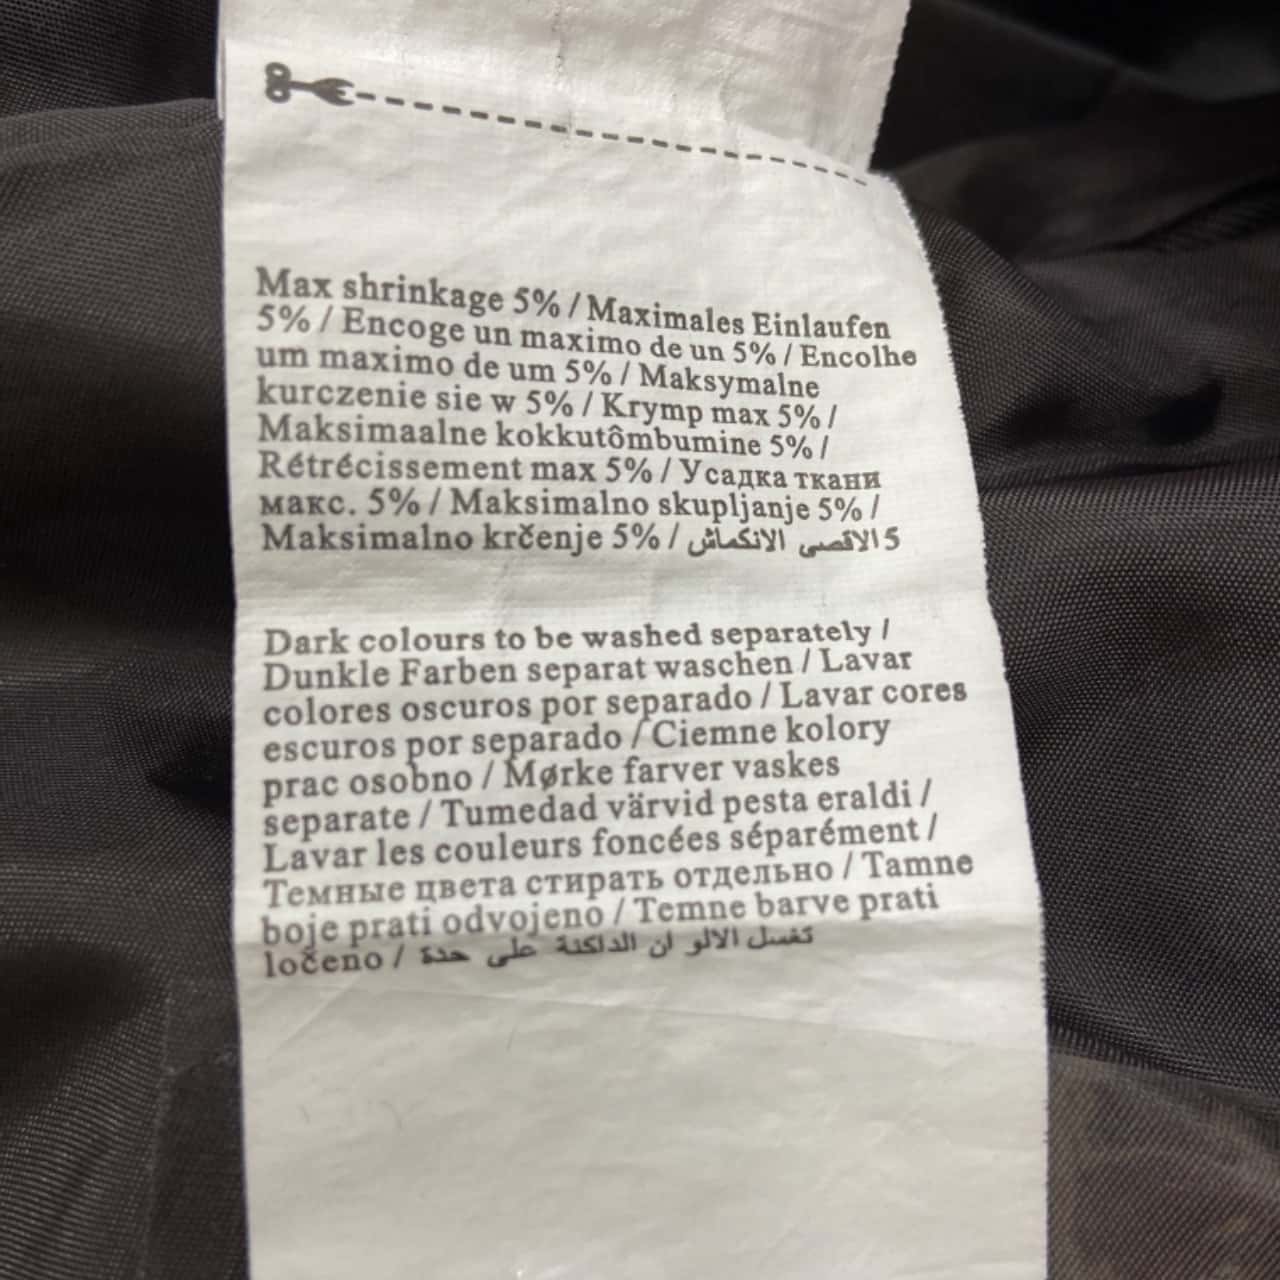 Max shrinkage 5% / Maximales Einlaufen
5% / Encoge un maximo de un 5% / Encolhe
um maximo de um 5% / Maksymalne
kurczenie sie w 5% / Krymp max 5% /
Maksimaalne kokkutômbumine 5% /
Rétrécissement max 5% / Усадка ткани
макс. 5% / Maksimalno skupljanje 5% /
Maksimalno krčenje 5% / 5 الاقصى الانكماش
Dark colours to be washed separately /
Dunkle Farben separat waschen / Lavar
colores oscuros por separado / Lavar cores
escuros por separado / Ciemne kolory
prac osobno / Mørke farver vaskes
separate / Tumedad värvid pesta eraldi /
Lavar les couleurs foncées séparément /
Темные цвета стирать отдельно / Tamne
boje prati odvojeno / Temne barve prati
ločeno / تغسل الالو ان الداكنة على حدة